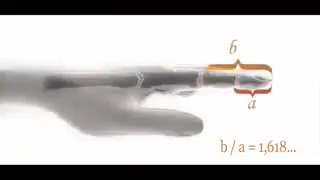 b
a
b / a = 1,618...